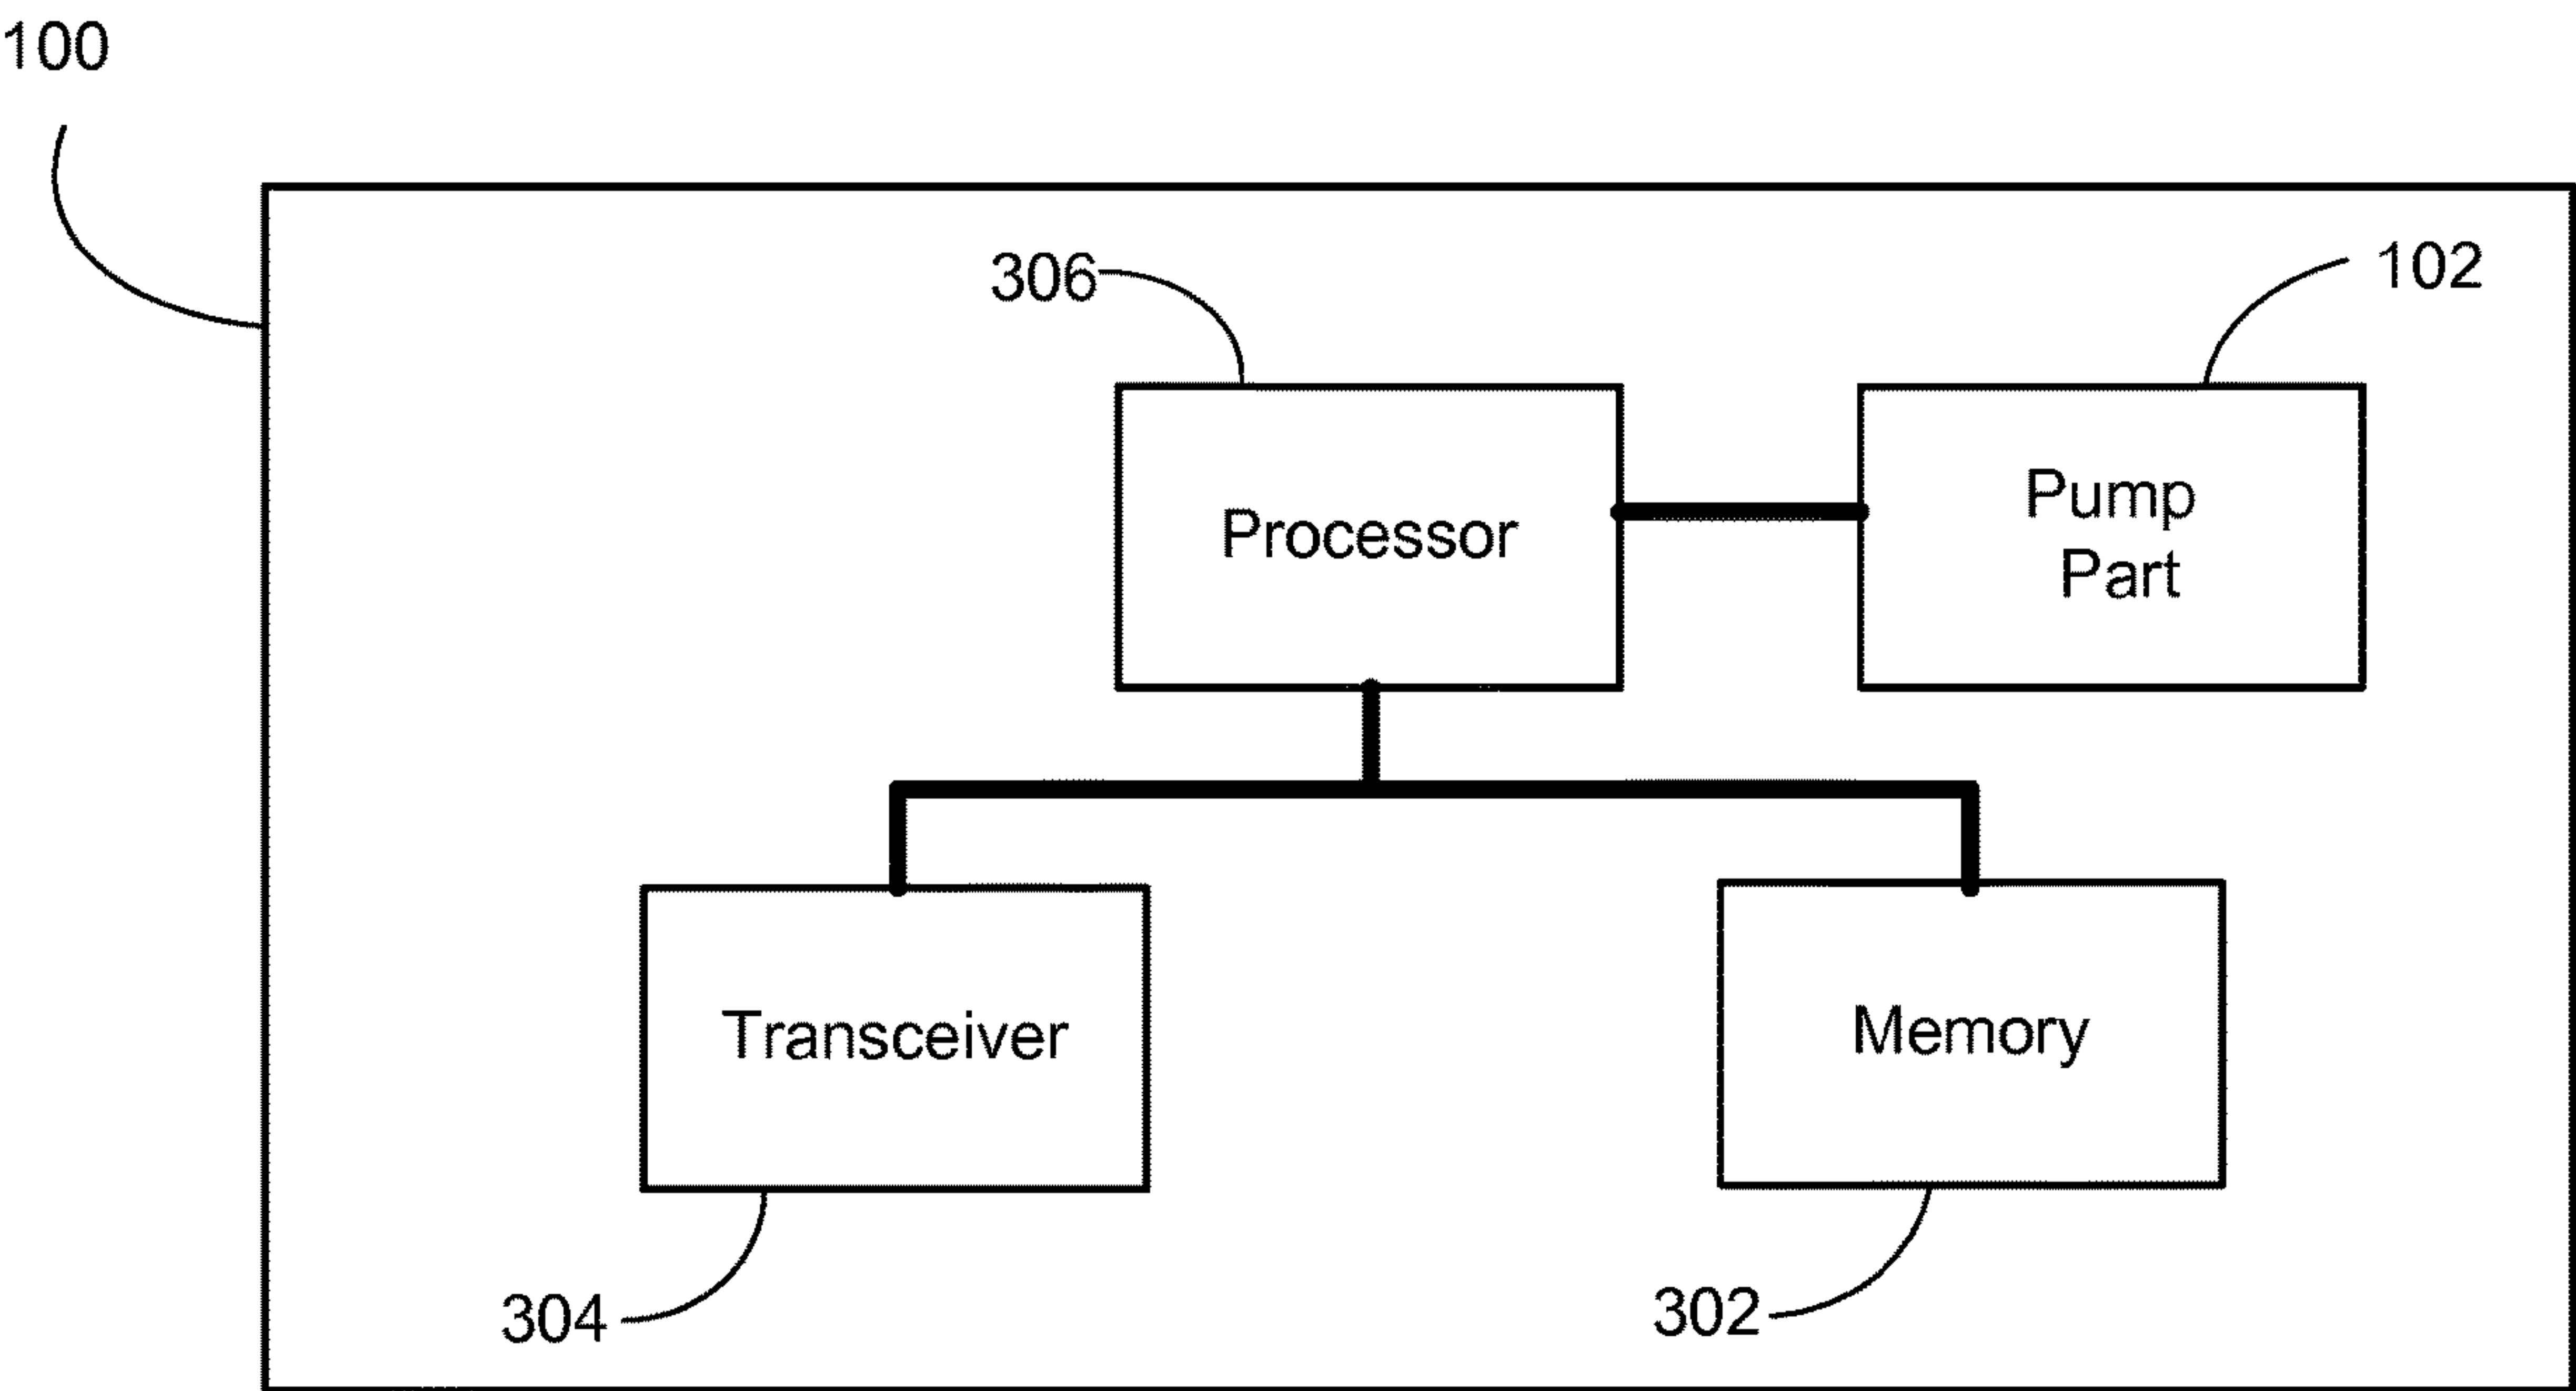 100
306
102
Processor
Pump
Part
Transceiver
Memory
304
302